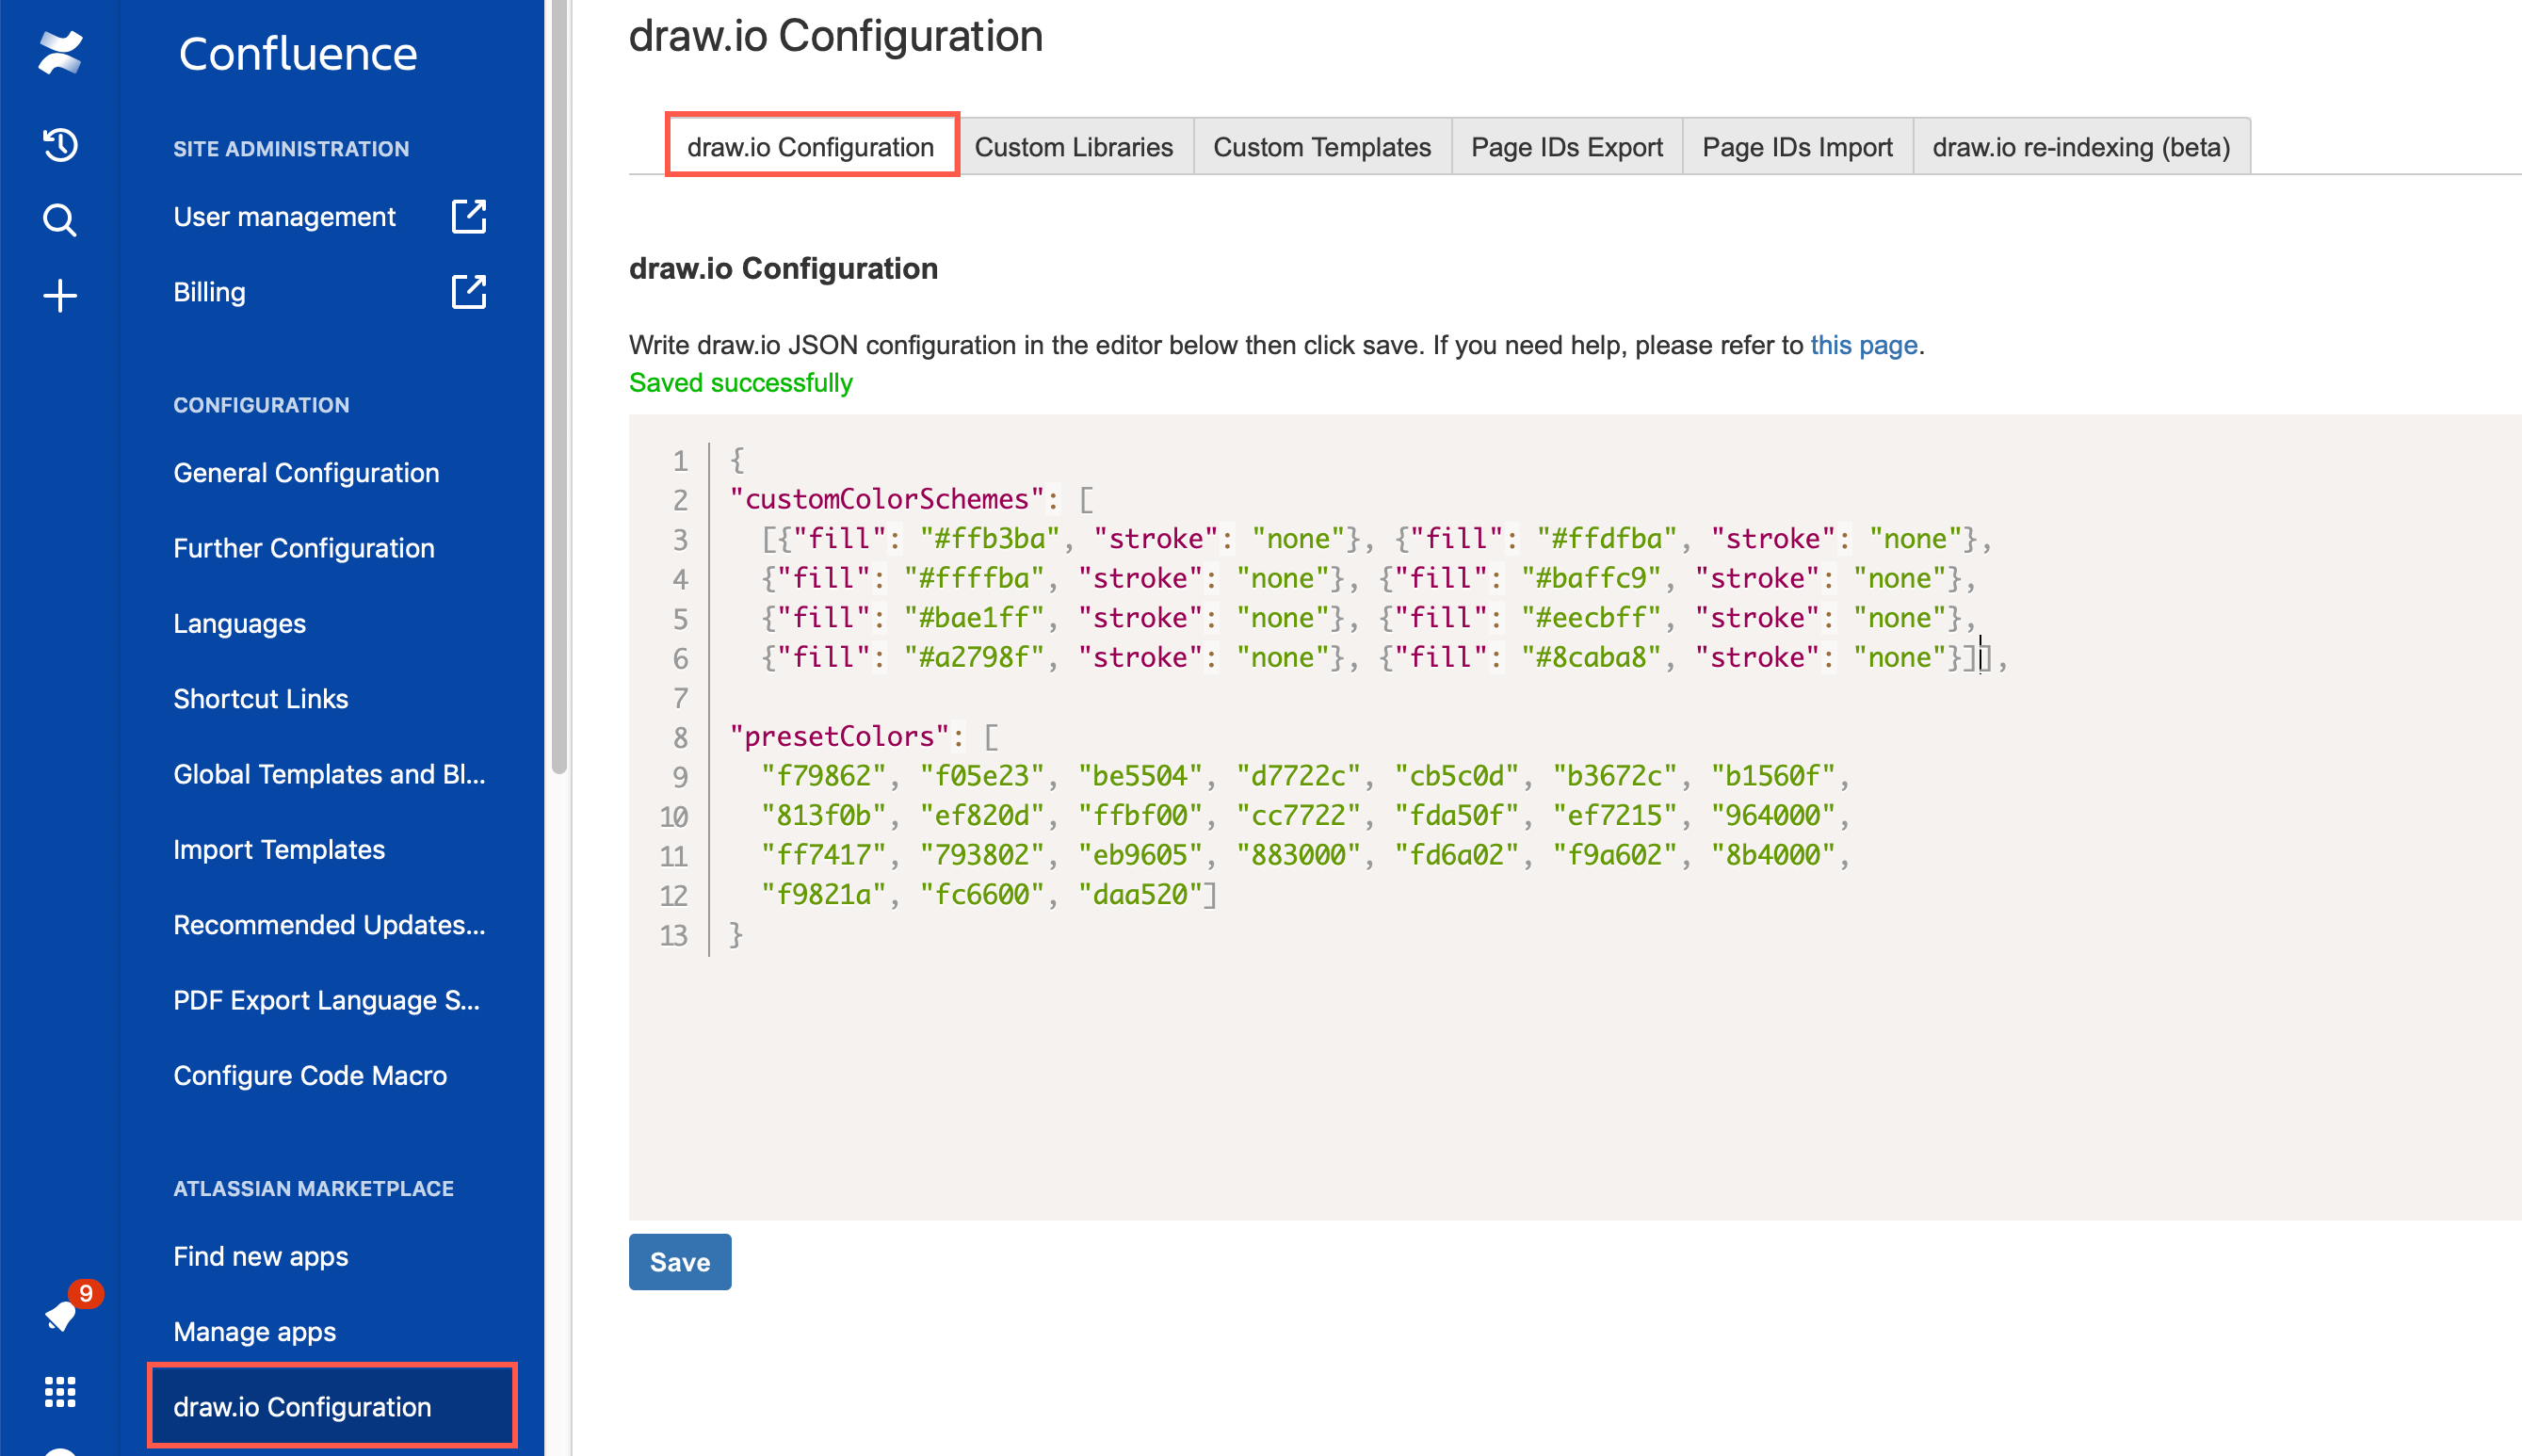 Confluence
SITE ADMINISTRATION
User management
Billing
CONFIGURATION
General Configuration
Further Configuration
Languages
Shortcut Links
Global Templates and Bl...
Import Templates
Recommended Updates...
PDF Export Language S...
Configure Code Macro
ATLASSIAN MARKETPLACE
Find new apps
9
Manage apps
draw.io Configuration
draw.io Configuration
draw.io Configuration Custom Libraries Custom Templates Page IDs Export Page IDs Import draw.io re-indexing (beta)
draw.io Configuration
Write draw.io JSON configuration in the editor below then click save. If you need help, please refer to this page.
Saved successfully
1 {
2 "customColorSchemes": [
3 [{"fill": "#ffb3ba", "stroke": "none"}, {"fill": "#ffdfba", "stroke": "none"},
4 {"fill": "#ffffba", "stroke": "none"}, {"fill": "#baffc9", "stroke": "none"},
5 {"fill": "#bae1ff", "stroke": "none"}, {"fill": "#eecbff", "stroke": "none"},
6 {"fill": "#a2798f", "stroke": "none"}, {"fill": "#8caba8", "stroke": "none"}]],
7
8 "presetColors": [
9 "f79862", "f05e23", "be5504", "d7722c", "cb5c0d", "b3672c", "b1560f",
10 "813f0b", "ef820d", "ffbf00", "cc7722", "fda50f", "ef7215", "964000",
11 "ff7417", "793802", "eb9605", "883000", "fd6a02", "f9a602", "8b4000",
12 "f9821a", "fc6600", "daa520"]
13 }
Save